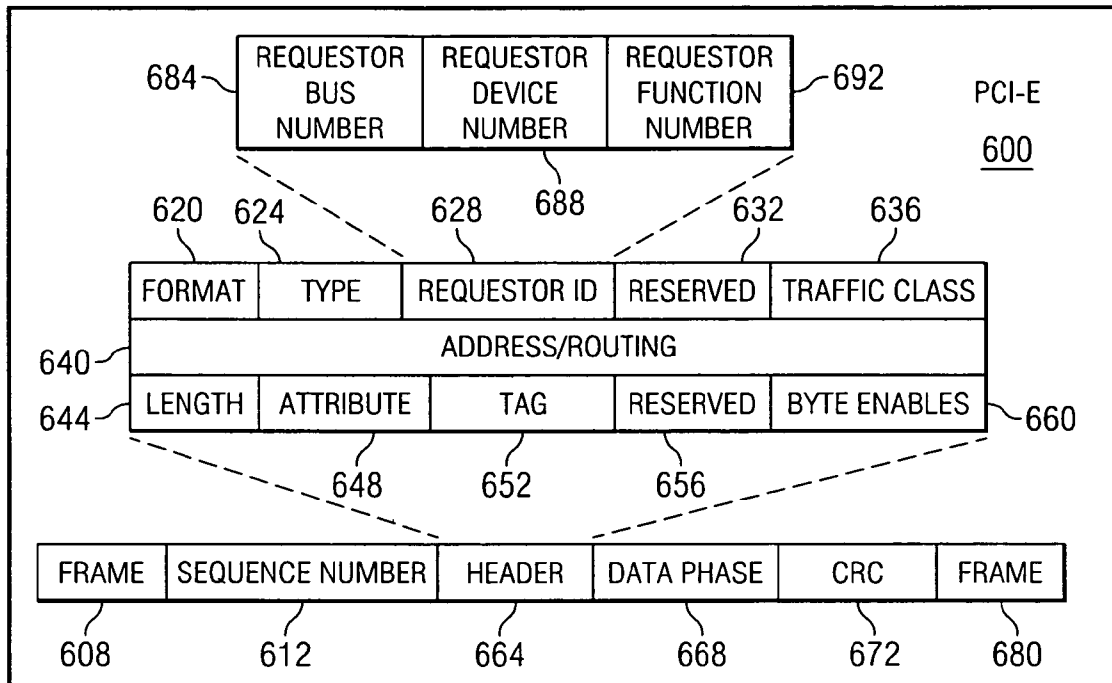 684
REQUESTOR BUS NUMBER
REQUESTOR DEVICE NUMBER
REQUESTOR FUNCTION NUMBER
692
PCI-E
600
688
620
624
628
632
636
FORMAT TYPE REQUESTOR ID RESERVED TRAFFIC CLASS
640
ADDRESS/ROUTING
644
LENGTH ATTRIBUTE TAG RESERVED BYTE ENABLES
660
648
652
656
FRAME SEQUENCE NUMBER HEADER DATA PHASE CRC FRAME
608
612
664
668
672
680